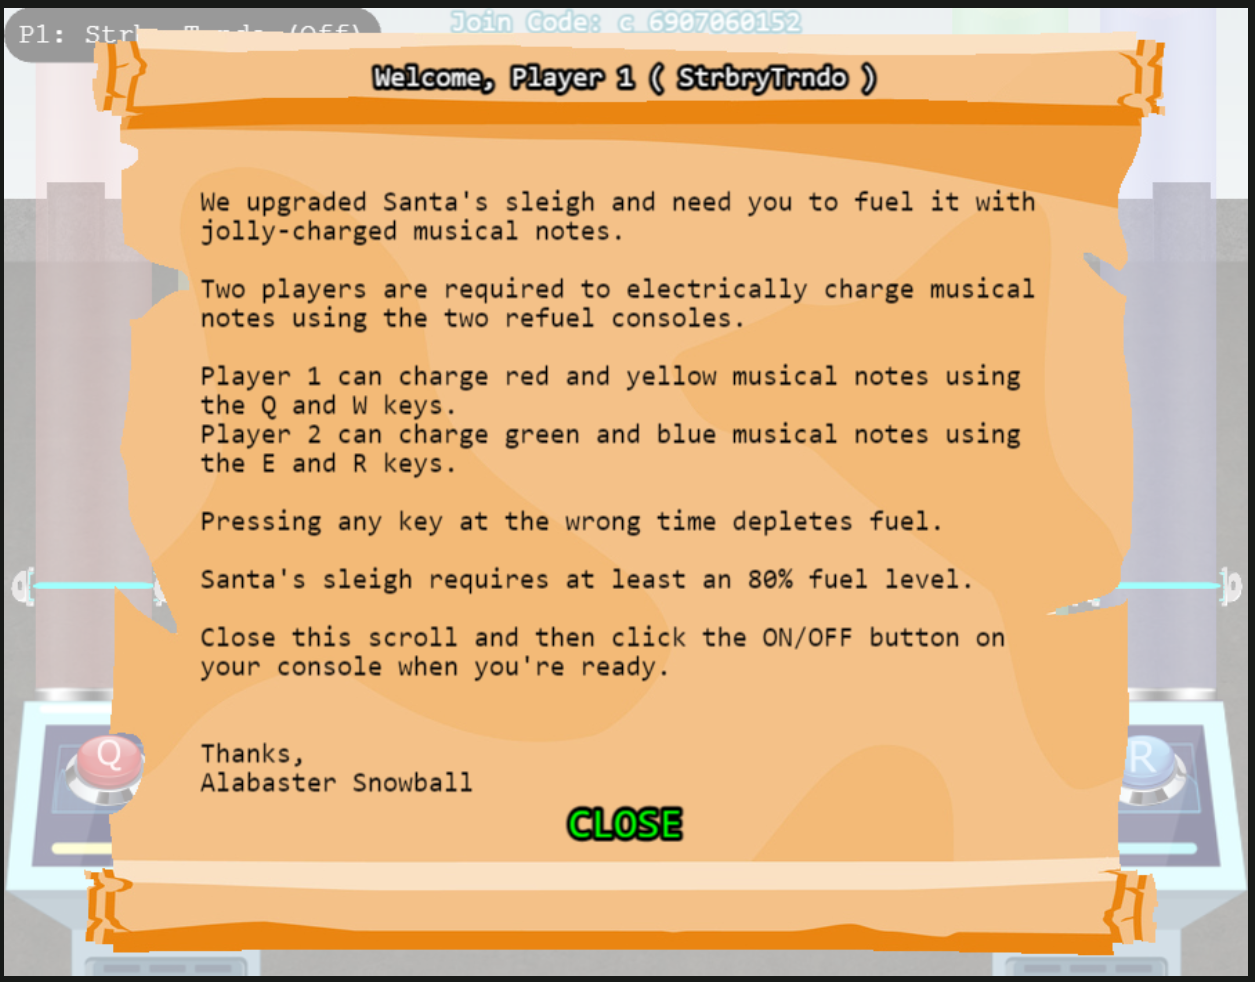 Join Code: c 6907060152
P1: Strb Trndo (Off)
Welcome, Player 1 ( StrbryTrndo )
We upgraded Santa's sleigh and need you to fuel it with
jolly-charged musical notes.
Two players are required to electrically charge musical
notes using the two refuel consoles.
Player 1 can charge red and yellow musical notes using
the Q and W keys.
Player 2 can charge green and blue musical notes using
the E and R keys.
Pressing any key at the wrong time depletes fuel.
Santa's sleigh requires at least an 80% fuel level.
Close this scroll and then click the ON/OFF button on
your console when you're ready.
Thanks,
Alabaster Snowball
Q
R
CLOSE